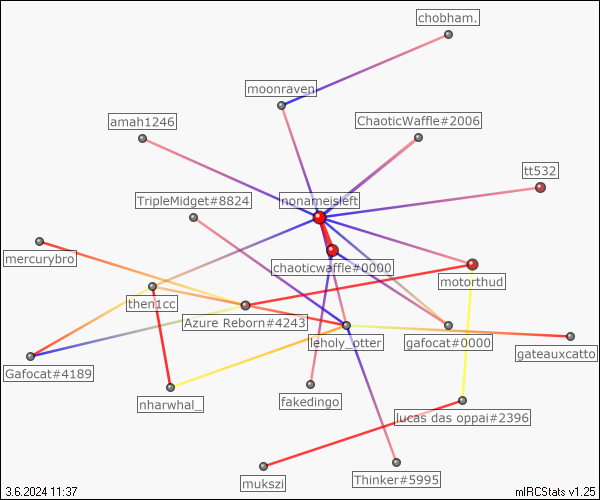 chobham.
moonraven
amah1246
ChaoticWaffle#2006
tt532
TripleMidget#8824
nonameisleft
mercurybro
chaoticwaffle#0000
motorthud
then1cc
Azure Reborn#4243
leholy_otter
gafocat#0000
gateauxcatto
Gafocat#4189
nharwhal_
fakedingo
lucas das oppai#2396
mukszi
Thinker#5995
3.6.2024 11:37
mIRCStats v1.25